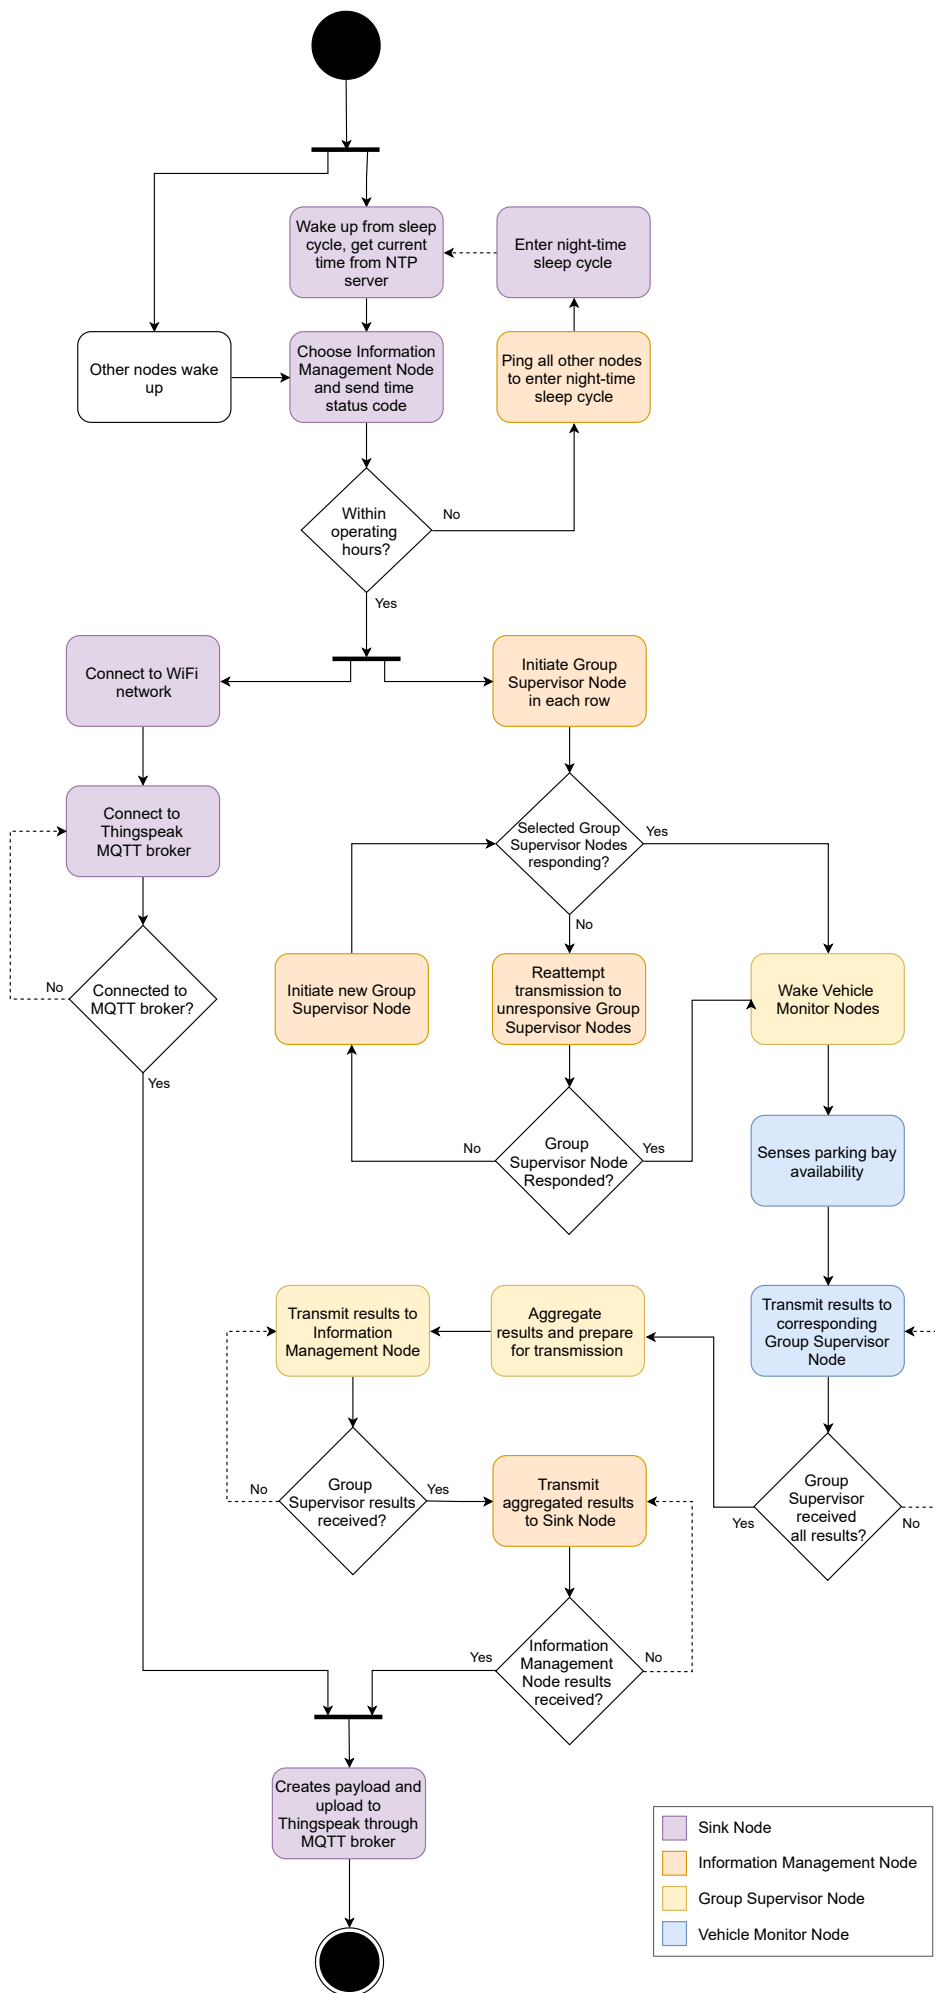 Wake up from sleep
cycle, get current
time from NTP
server
Enter night-time
sleep cycle
Other nodes wake
up
Choose Information
Management Node
and send time
status code
Ping all other nodes
to enter night-time
sleep cycle
Within
operating
hours?
No
Yes
Connect to WiFi
network
Initiate Group
Supervisor Node
in each row
Connect to
Thingspeak
MQTT broker
Selected Group
Supervisor Nodes
responding?
Yes
No
Connected to
MQTT broker?
No
Yes
Initiate new Group
Supervisor Node
Reattempt
transmission to
unresponsive Group
Supervisor Nodes
Wake Vehicle
Monitor Nodes
Group
Supervisor Node
Responded?
No
Yes
Senses parking bay
availability
Transmit results to
Information
Management Node
Aggregate
results and prepare
for transmission
Transmit results to
corresponding
Group Supervisor
Node
Group
Supervisor results
received?
No
Yes
Transmit
aggregated results
to Sink Node
Group
Supervisor
received
all results?
Yes
No
Information
Management
Node results
received?
Yes
No
Creates payload and
upload to
Thingspeak through
MQTT broker
Sink Node
Information Management Node
Group Supervisor Node
Vehicle Monitor Node